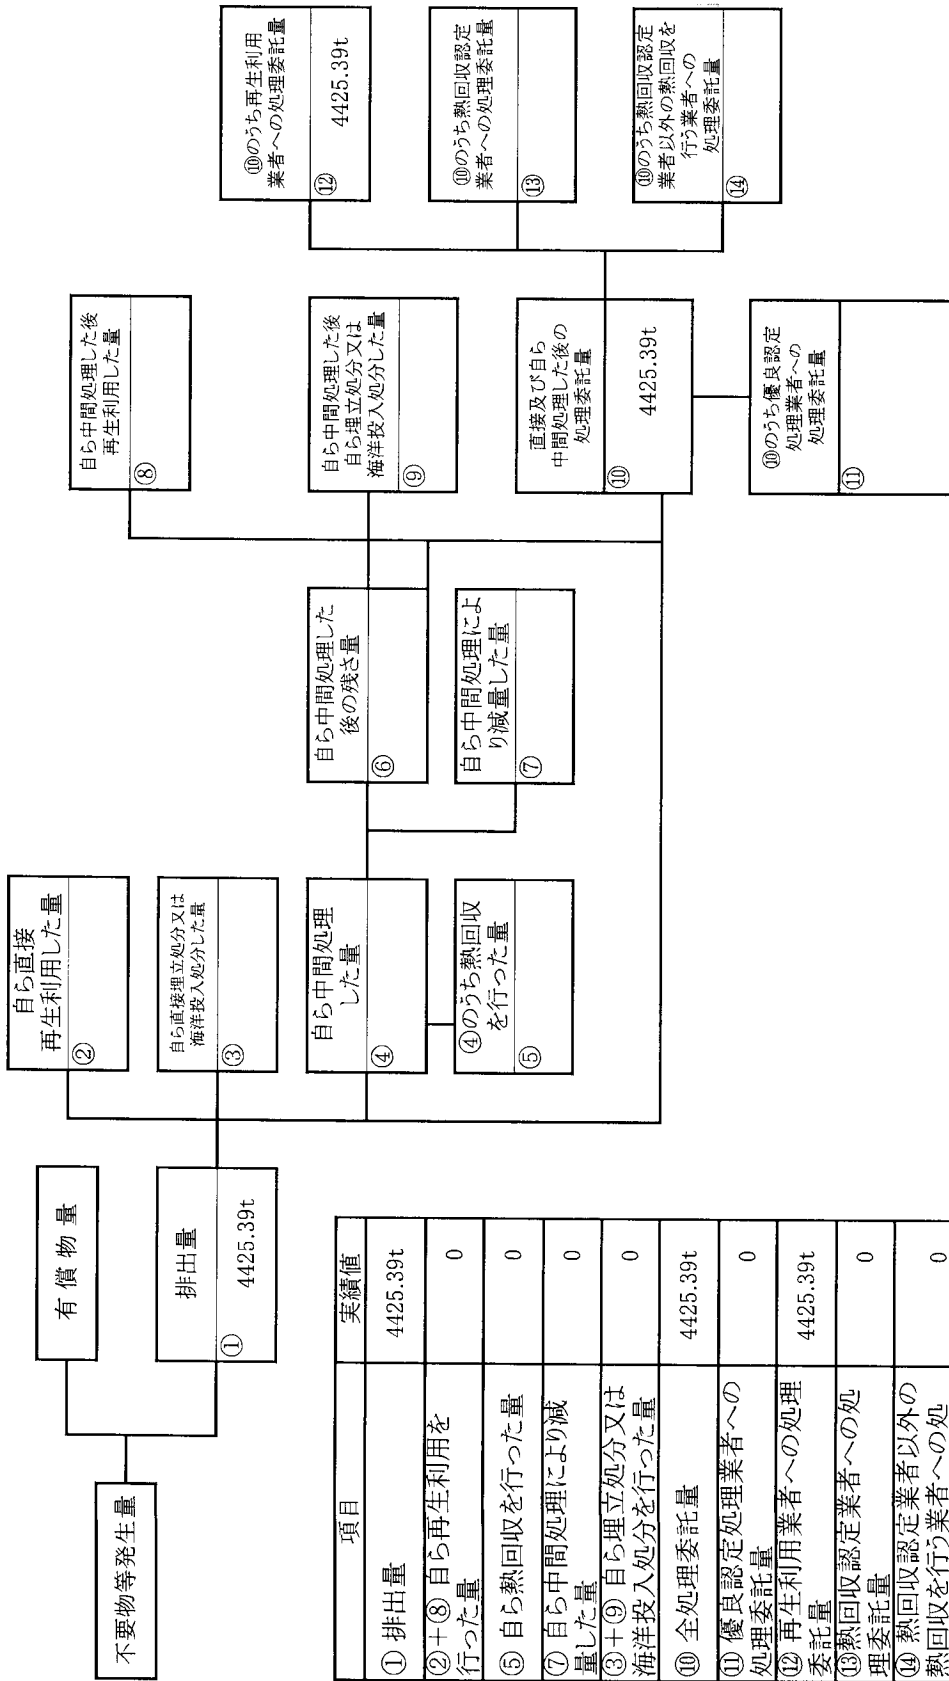 不要物等発生量
有償物量
排出量
①
4425.39t
自ら直接
再生利用した量
②
自ら直接埋立処分又は
海洋投入処分した量
③
自ら中間処理
した量
④
④のうち熱回収
を行った量
⑤
自ら中間処理した
後の残さ量
⑥
自ら中間処理によ
り減量した量
⑦
自ら中間処理した後
再生利用した量
⑧
自ら中間処理した後
自ら埋立処分又は
海洋投入処分した量
⑨
直接及び自ら
中間処理した後の
処理委託量
⑩
4425.39t
⑩のうち優良認定
処理業者への
処理委託量
⑪
⑩のうち再生利用
業者への処理委託量
⑫
4425.39t
⑩のうち熱回収認定
業者への処理委託量
⑬
⑩のうち熱回収認定
業者以外の熱回収を
行う業者への
処理委託量
⑭
項目 実績値
①排出量 4425.39t
②+⑧ 自ら再生利用を
行った量 0
⑤ 自ら熱回収を行った量 0
⑦ 自ら中間処理により減
量した量 0
③+⑨ 自ら埋立処分又は
海洋投入処分を行った量 0
⑩ 全処理委託量 4425.39t
⑪ 優良認定処理業者への
処理委託量 0
⑫ 再生利用業者への処理
委託量 4425.39t
⑬熱回収認定業者への処
理委託量 0
⑭ 熱回収認定業者以外の
熱回収を行う業者への処 0